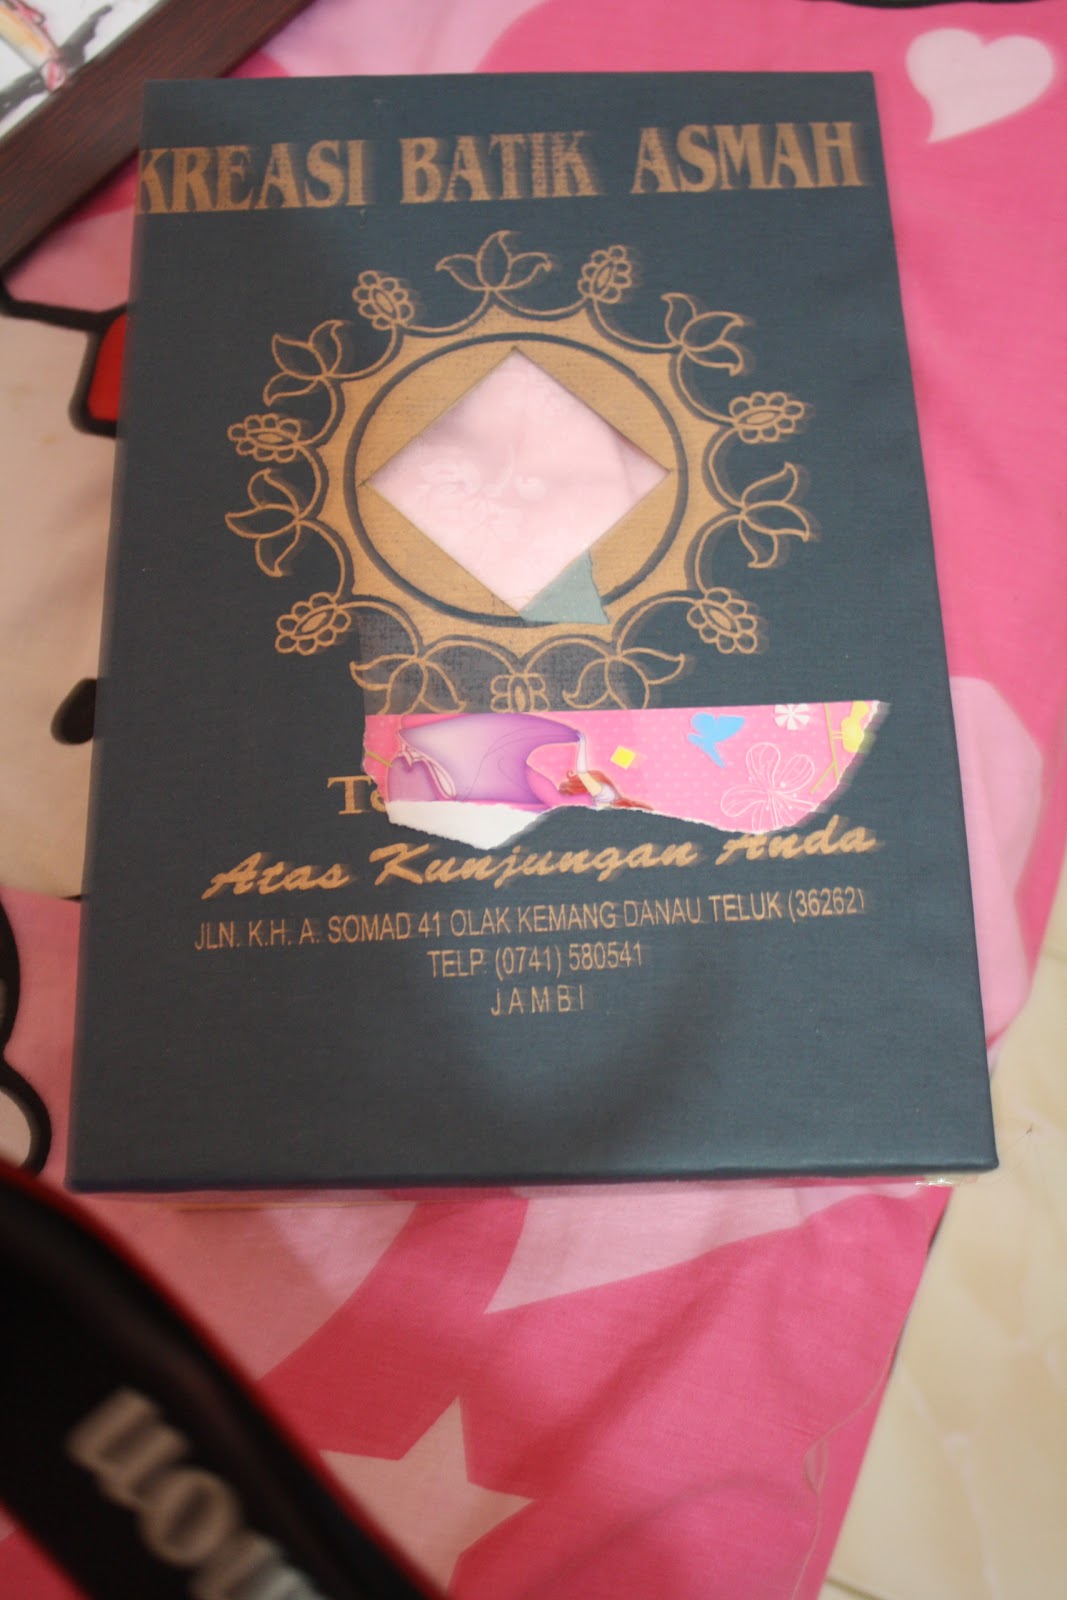 KREASI BATIK ASMAH
Atas Kunjungan Anda
JLN. K.H. A. SOMAD 41 OLAK KEMANG DANAU TELUK (36262)
TELP. (0741) 580541
JAMBI